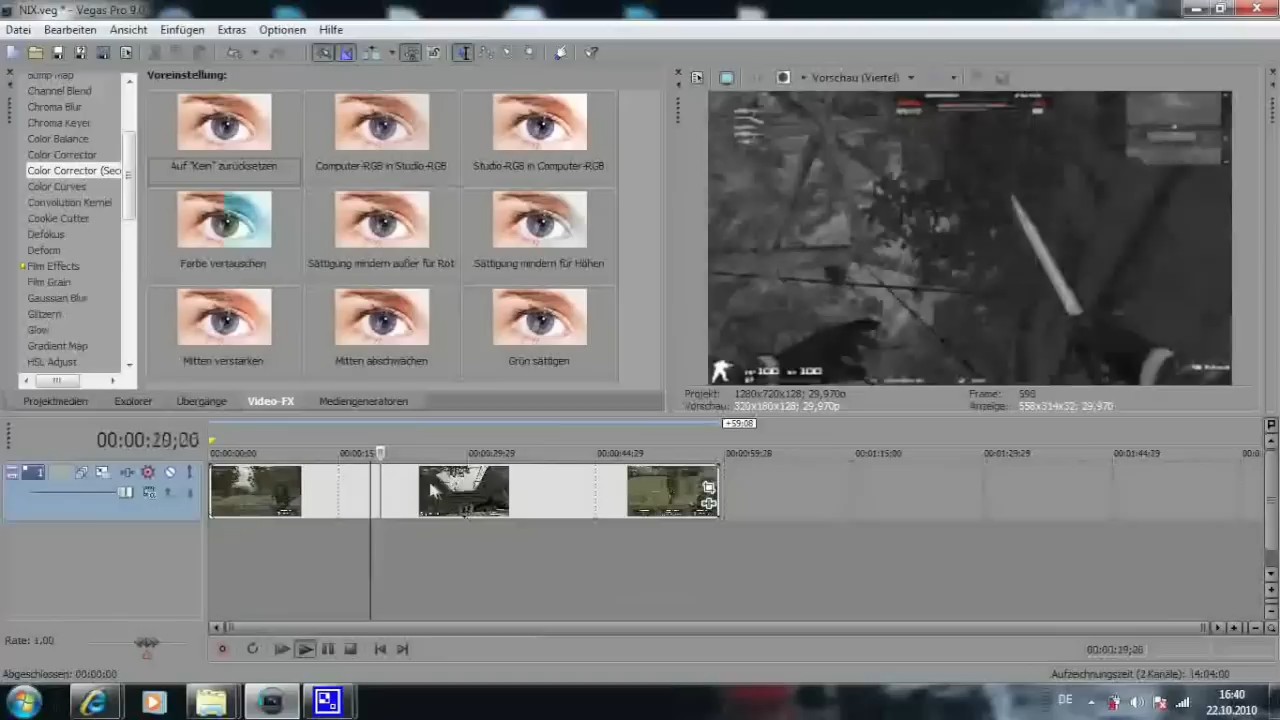 NIX.veg * - Vegas Pro 9.0
Datei Bearbeiten Ansicht Einfügen Extras Optionen Hilfe
Voreinstellung:
Vorschau (Viertel)
Bump Map
Channel Blend
Chroma Blur
Chroma Keyer
Color Balance
Color Corrector
Color Corrector (Sec
Color Curves
Convolution Kernel
Cookie Cutter
Defokus
Deform
Film Effects
Film Grain
Gaussian Blur
Glitzern
Glow
Gradient Map
HSL Adjust
Auf "Kein" zurücksetzen
Computer-RGB in Studio-RGB
Studio-RGB in Computer-RGB
Farbe vertauschen
Sättigung mindern außer für Rot
Sättigung mindern für Höhen
Mitten verstärken
Mitten abschwächen
Grün sättigen
100 100
Projektmedien Explorer Übergänge Video-FX Mediengeneratoren
Projekt: 1280x720x128; 29,970p
Vorschau: 320x180x128; 29,970p
Frame: 598
Anzeige: 558x314x32; 29,970
+59:08
00:00:00:00 00:00:15 00:00:29:29 00:00:44:29 00:00:59:28 00:01:15:00 00:01:29:29 00:01:44:29 00:0
1
Rate: 1,00
Abgeschlossen: 00:00:00
Aufzeichnungszeit (2 Kanäle): 14:04:00
DE
16:40
22.10.2010